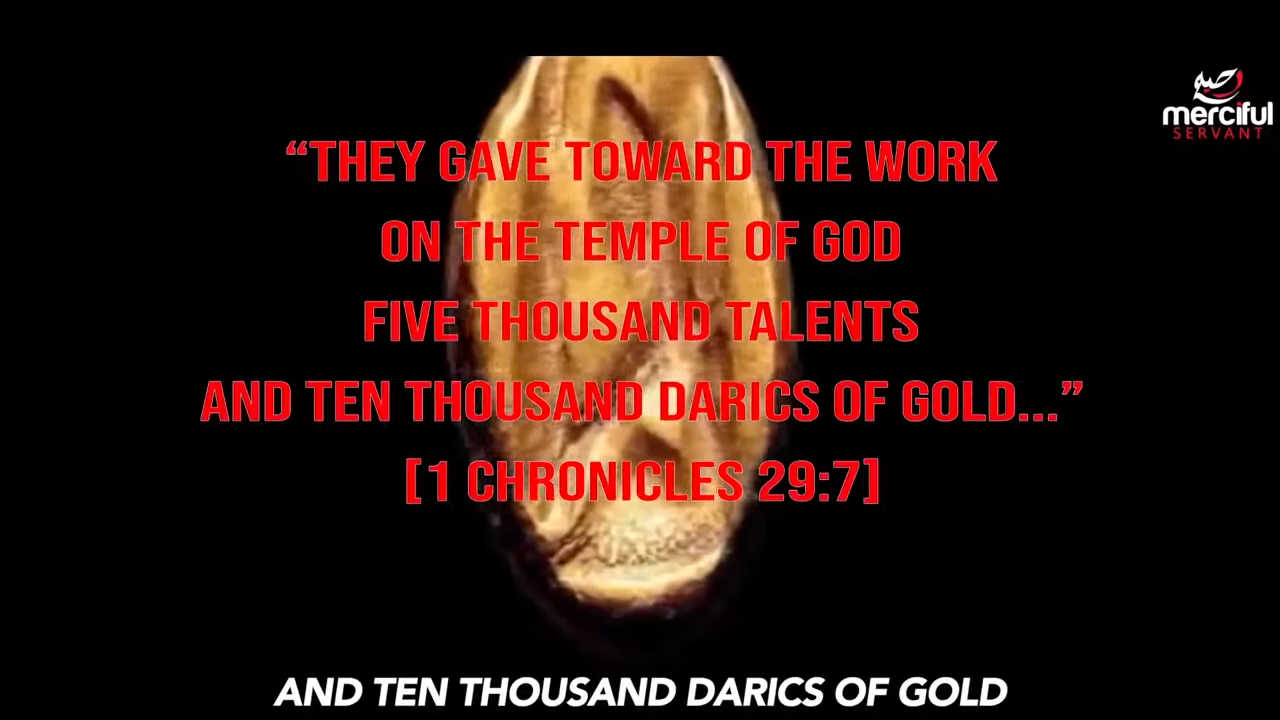 merciful
SERVANT
“THEY GAVE TOWARD THE WORK
ON THE TEMPLE OF GOD
FIVE THOUSAND TALENTS
AND TEN THOUSAND DARICS OF GOLD...”
[1 CHRONICLES 29:7]
AND TEN THOUSAND DARICS OF GOLD